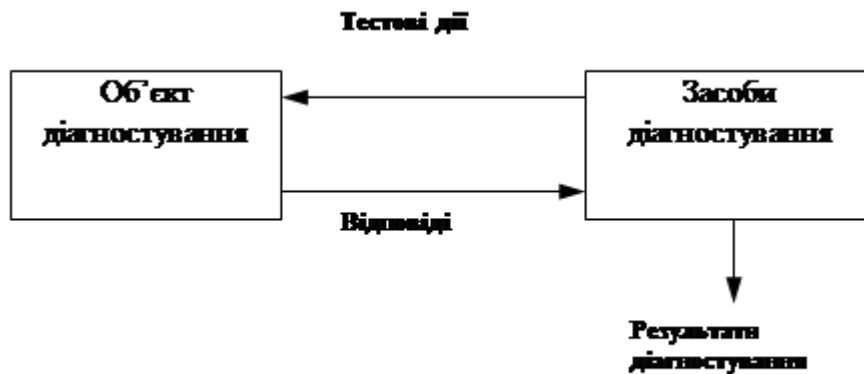 Тестові дії
Об'єкт
діагностування
Засоби
діагностування
Відповіді
Результати
діагностування